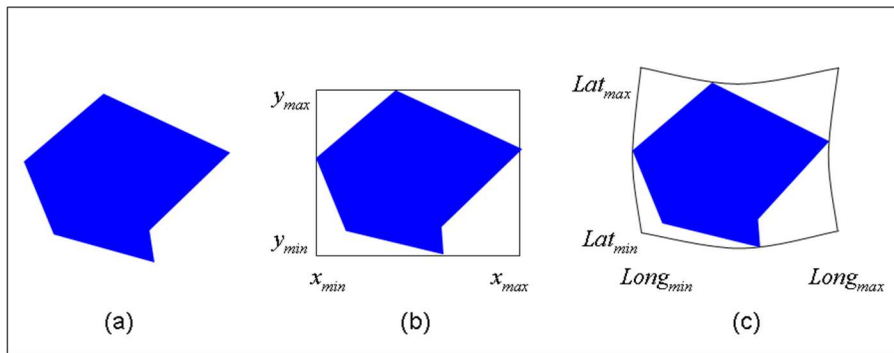 y_max
y_min
x_min x_max
(a)
(b)
Lat_max
Lat_min
Long_min Long_max
(c)